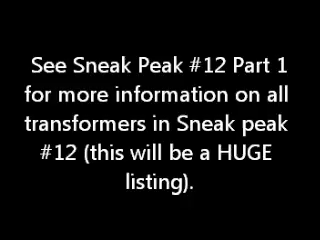 See Sneak Peak #12 Part 1
for more information on all
transformers in Sneak peak
#12 (this will be a HUGE
listing).